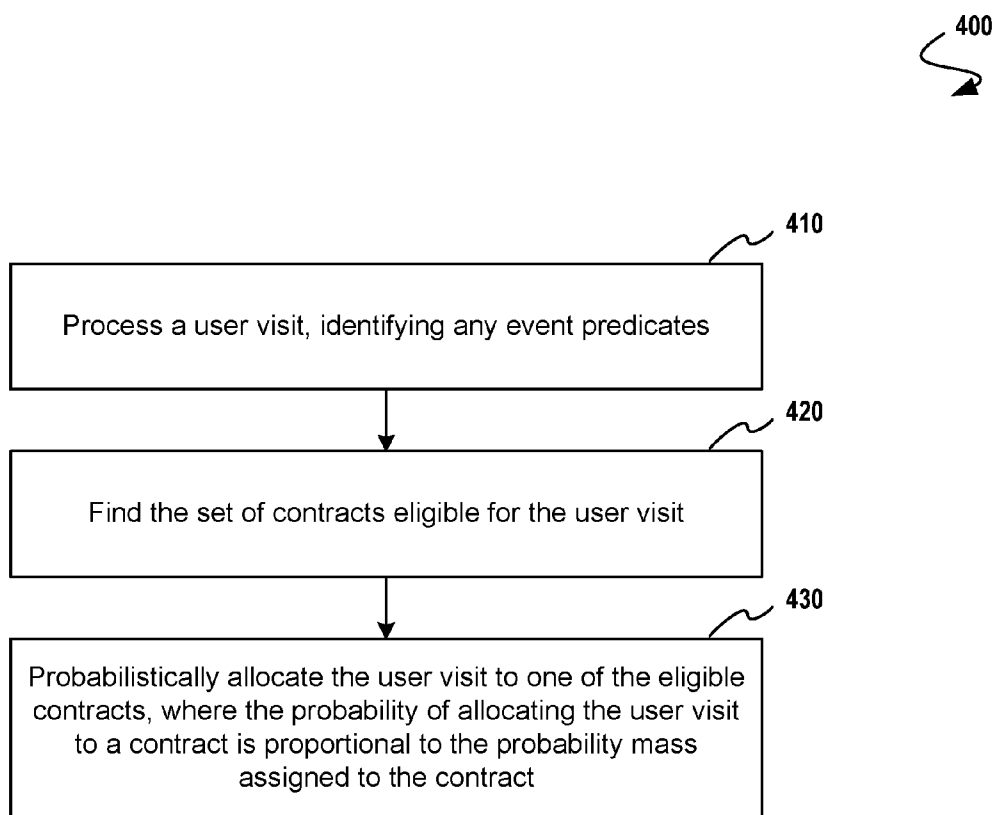 400
410
Process a user visit, identifying any event predicates
420
Find the set of contracts eligible for the user visit
430
Probabilistically allocate the user visit to one of the eligible
contracts, where the probability of allocating the user visit
to a contract is proportional to the probability mass
assigned to the contract